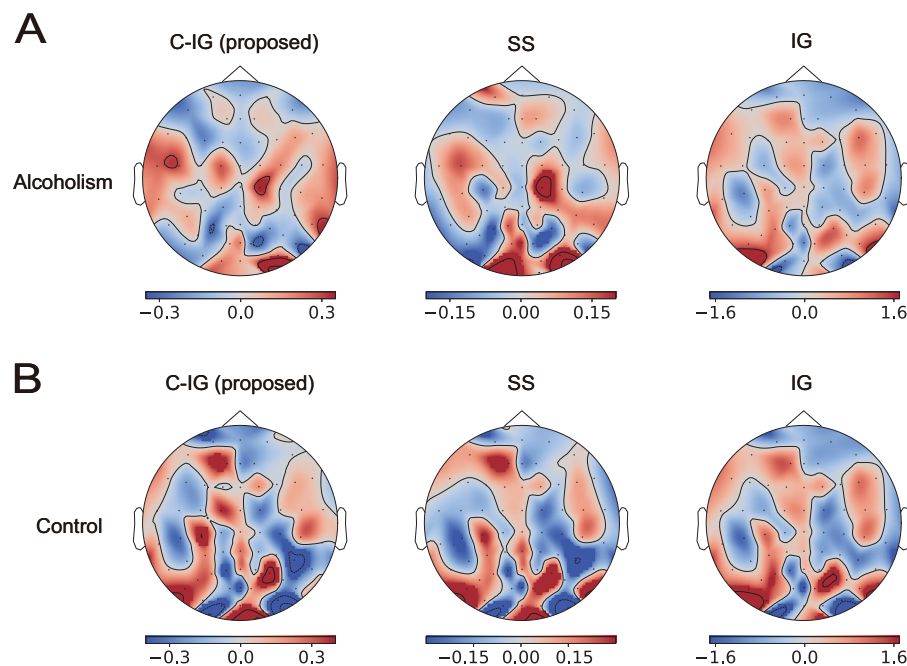 A
C-IG (proposed) SS IG
Alcoholism
−0.3 0.0 0.3 −0.15 0.00 0.15 −1.6 0.0 1.6
B
C-IG (proposed) SS IG
Control
−0.3 0.0 0.3 −0.15 0.00 0.15 −1.6 0.0 1.6